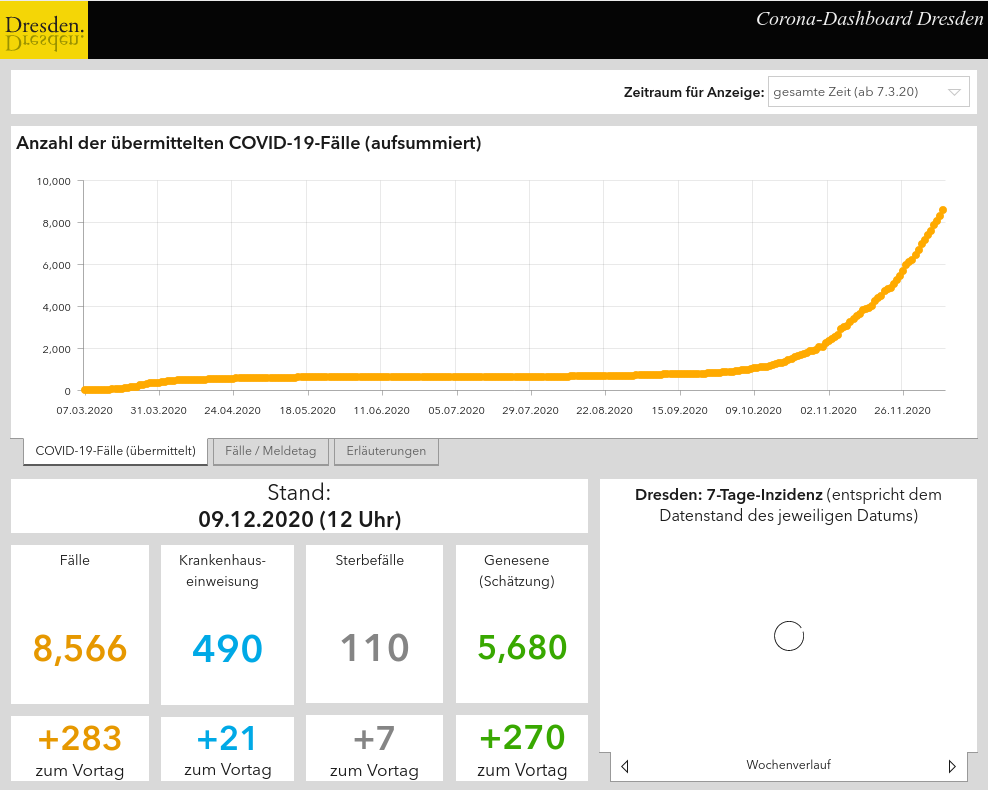 Dresden.
Dresden.
Corona-Dashboard Dresden
Zeitraum für Anzeige: gesamte Zeit (ab 7.3.20)
Anzahl der übermittelten COVID-19-Fälle (aufsummiert)
10,000
8,000
6,000
4,000
2,000
0
07.03.2020 31.03.2020 24.04.2020 18.05.2020 11.06.2020 05.07.2020 29.07.2020 22.08.2020 15.09.2020 09.10.2020 02.11.2020 26.11.2020
COVID-19-Fälle (übermittelt) Fälle / Meldetag Erläuterungen
Stand:
09.12.2020 (12 Uhr)
Fälle
8,566
+283
zum Vortag
Krankenhaus-
einweisung
490
+21
zum Vortag
Sterbefälle
110
+7
zum Vortag
Genesene
(Schätzung)
5,680
+270
zum Vortag
Dresden: 7-Tage-Inzidenz (entspricht dem
Datenstand des jeweiligen Datums)
Wochenverlauf